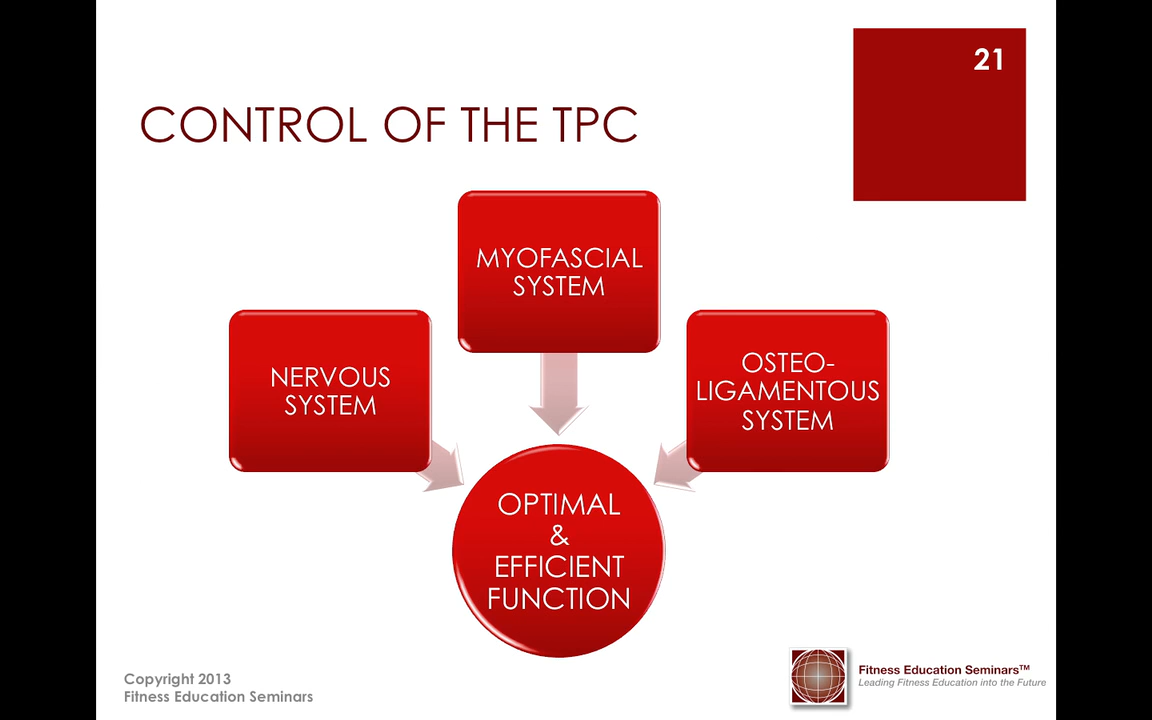 21
CONTROL OF THE TPC
MYOFASCIAL
SYSTEM
NERVOUS
SYSTEM
OSTEO-
LIGAMENTOUS
SYSTEM
OPTIMAL
&
EFFICIENT
FUNCTION
Copyright 2013
Fitness Education Seminars
Fitness Education Seminars™
Leading Fitness Education into the Future